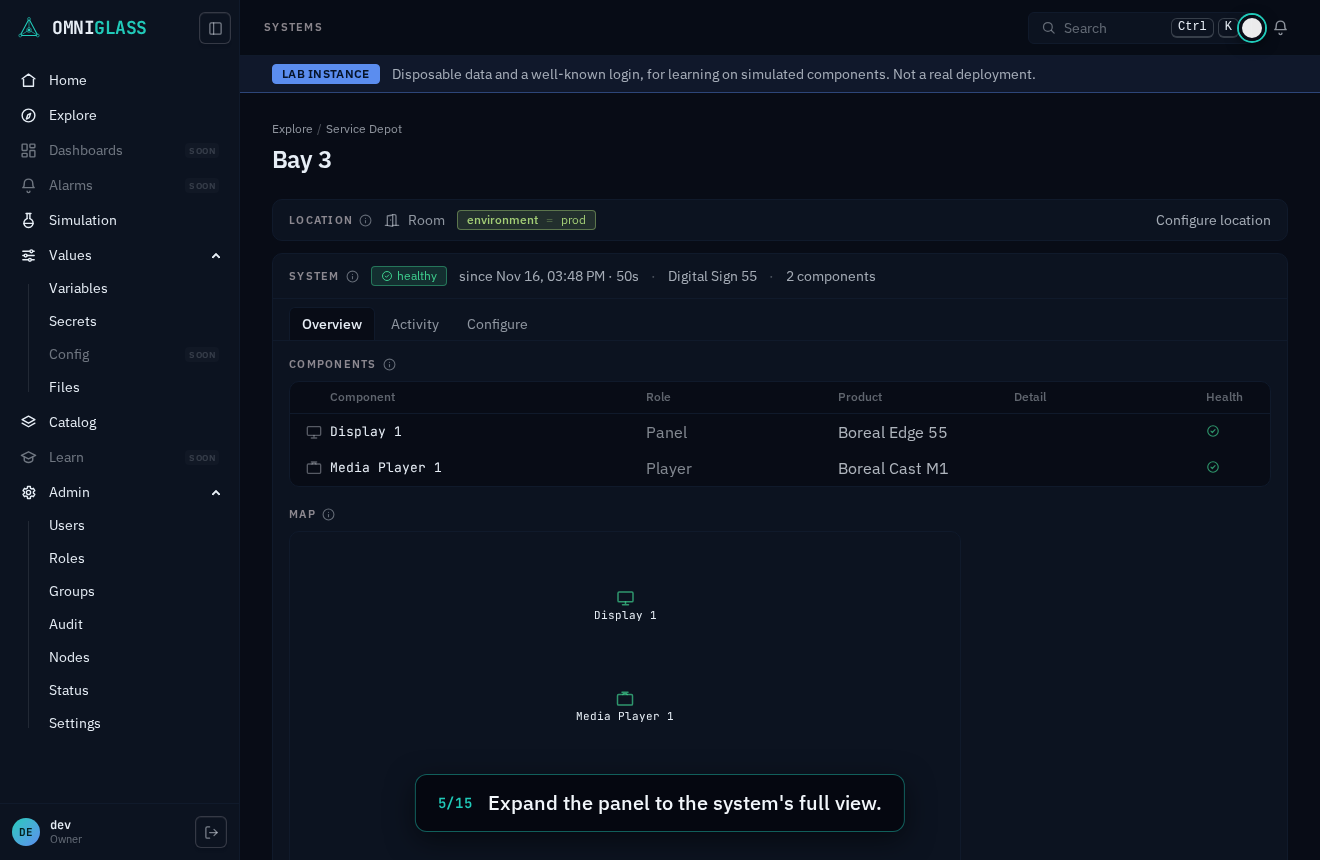 OMNIGLASS
SYSTEMS
Search Ctrl K
LAB INSTANCE Disposable data and a well-known login, for learning on simulated components. Not a real deployment.
Home
Explore
Dashboards SOON
Alarms SOON
Simulation
Values
Variables
Secrets
Config SOON
Files
Catalog
Learn SOON
Admin
Users
Roles
Groups
Audit
Nodes
Status
Settings
DE dev
Owner
Explore / Service Depot
Bay 3
LOCATION Room environment = prod Configure location
SYSTEM healthy since Nov 16, 03:48 PM · 50s · Digital Sign 55 · 2 components
Overview Activity Configure
COMPONENTS
Component Role Product Detail Health
Display 1 Panel Boreal Edge 55
Media Player 1 Player Boreal Cast M1
MAP
Display 1
Media Player 1
5/15 Expand the panel to the system's full view.